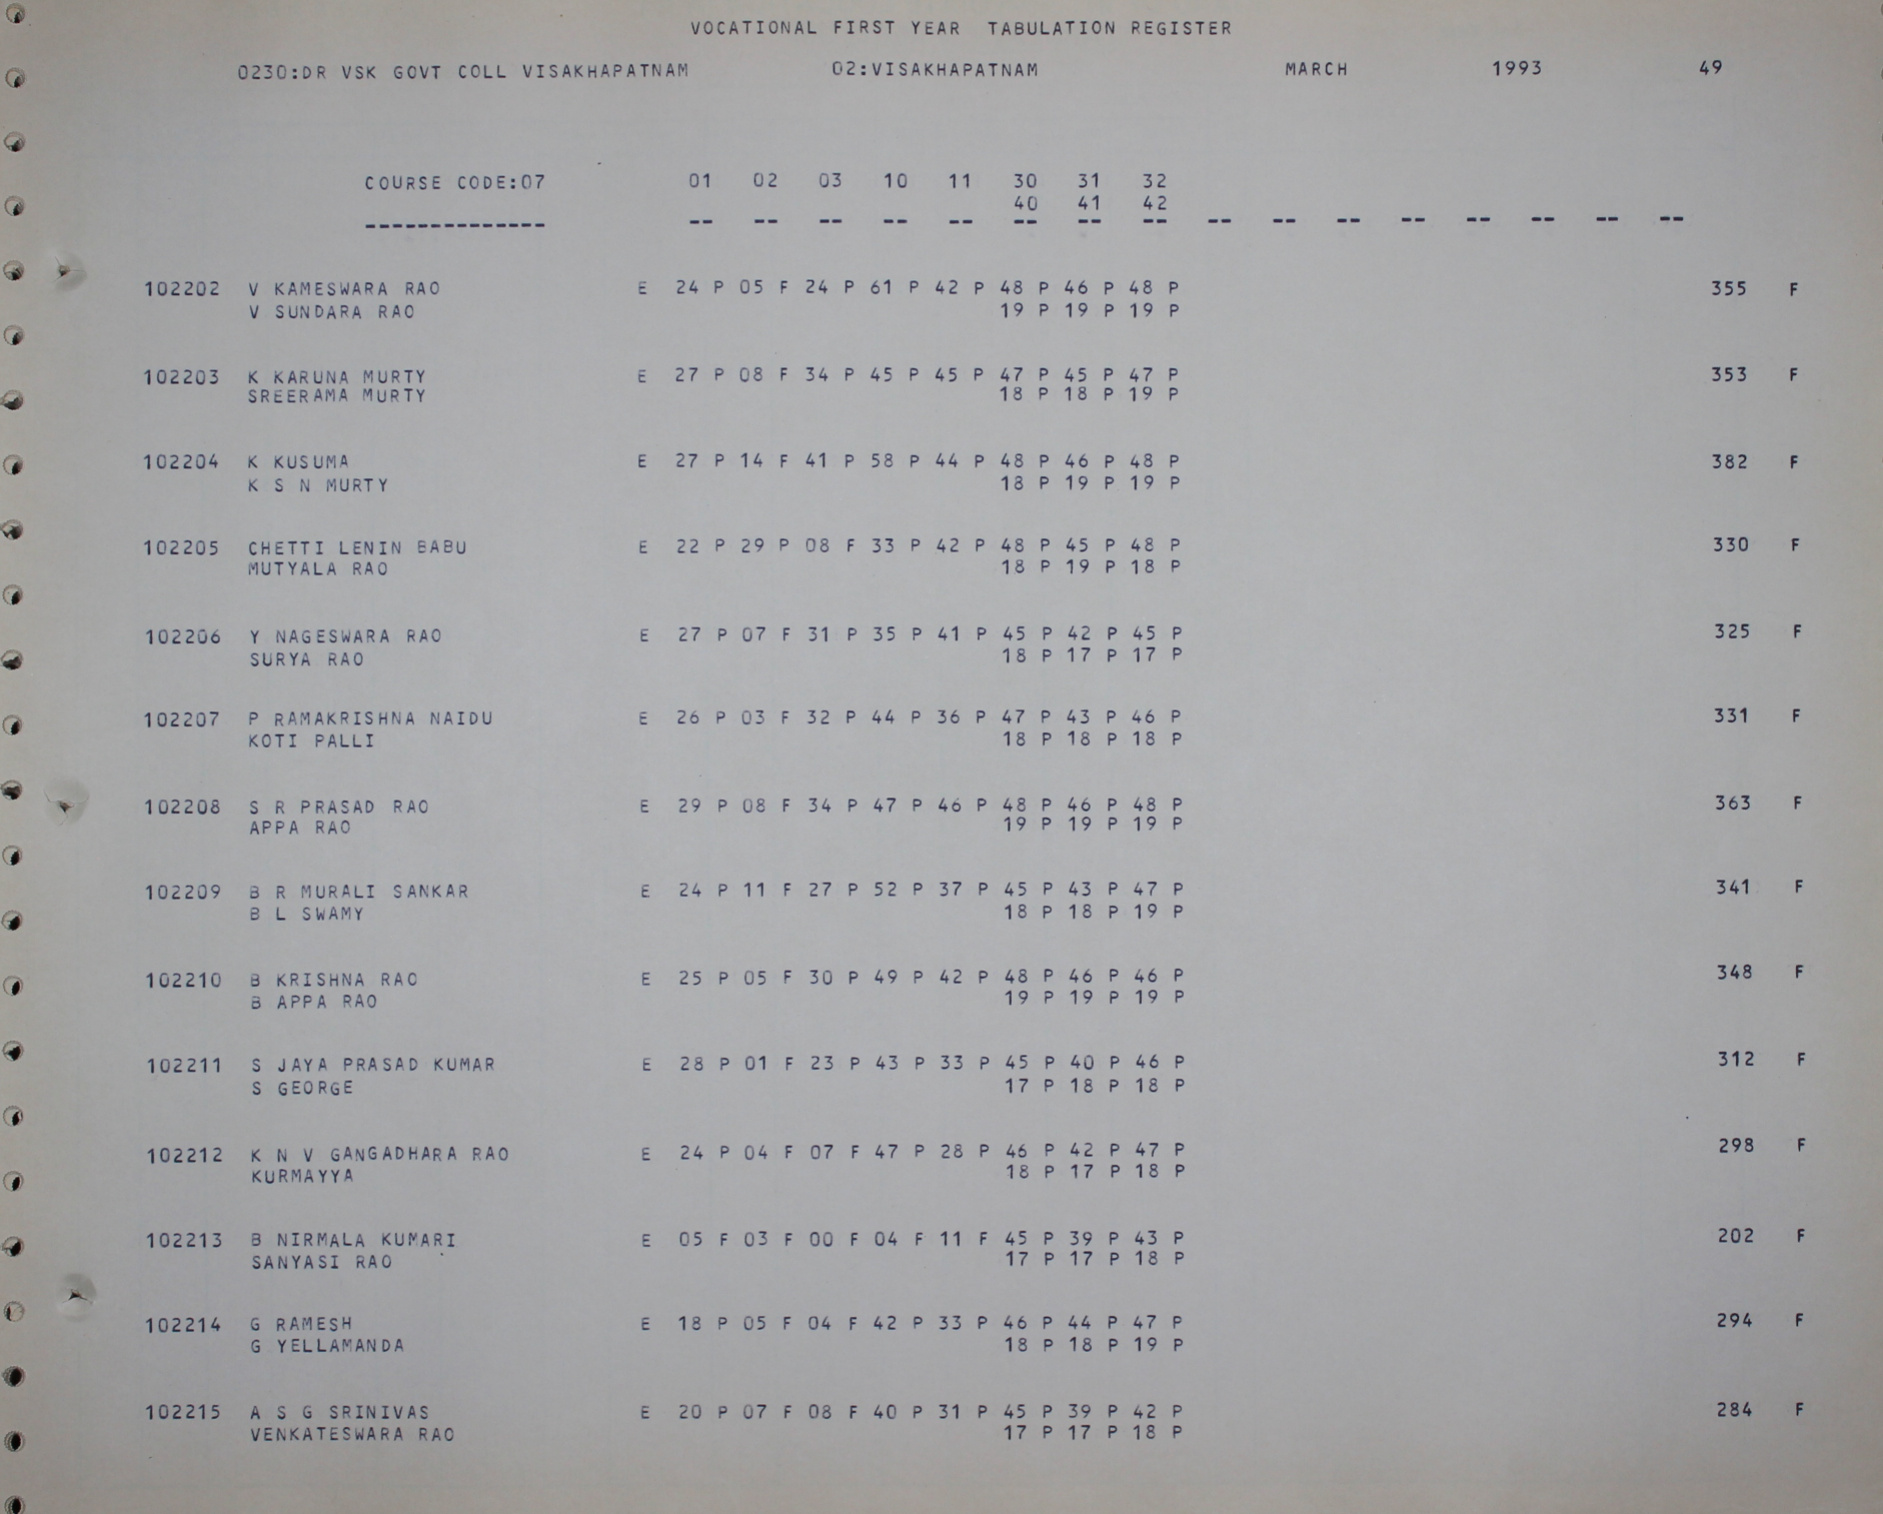 VOCATIONAL FIRST YEAR TABULATION REGISTER
0230:DR VSK GOVT COLL VISAKHAPATNAM 02:VISAKHAPATNAM MARCH 1993 49
COURSE CODE:07 01 02 03 10 11 30 31 32
40 41 42
-------------- -- -- -- -- -- -- -- -- -- -- -- -- -- -- -- --
102202 V KAMESWARA RAO E 24 P 05 F 24 P 61 P 42 P 48 P 46 P 48 P 355 F
V SUNDARA RAO 19 P 19 P 19 P
102203 K KARUNA MURTY E 27 P 08 F 34 P 45 P 45 P 47 P 45 P 47 P 353 F
SREERAMA MURTY 18 P 18 P 19 P
102204 K KUSUMA E 27 P 14 F 41 P 58 P 44 P 48 P 46 P 48 P 382 F
K S N MURTY 18 P 19 P 19 P
102205 CHETTI LENIN BABU E 22 P 29 P 08 F 33 P 42 P 48 P 45 P 48 P 330 F
MUTYALA RAO 18 P 19 P 18 P
102206 Y NAGESWARA RAO E 27 P 07 F 31 P 35 P 41 P 45 P 42 P 45 P 325 F
SURYA RAO 18 P 17 P 17 P
102207 P RAMAKRISHNA NAIDU E 26 P 03 F 32 P 44 P 36 P 47 P 43 P 46 P 331 F
KOTI PALLI 18 P 18 P 18 P
102208 S R PRASAD RAO E 29 P 08 F 34 P 47 P 46 P 48 P 46 P 48 P 363 F
APPA RAO 19 P 19 P 19 P
102209 B R MURALI SANKAR E 24 P 11 F 27 P 52 P 37 P 45 P 43 P 47 P 341 F
B L SWAMY 18 P 18 P 19 P
102210 B KRISHNA RAO E 25 P 05 F 30 P 49 P 42 P 48 P 46 P 46 P 348 F
B APPA RAO 19 P 19 P 19 P
102211 S JAYA PRASAD KUMAR E 28 P 01 F 23 P 43 P 33 P 45 P 40 P 46 P 312 F
S GEORGE 17 P 18 P 18 P
102212 K N V GANGADHARA RAO E 24 P 04 F 07 F 47 P 28 P 46 P 42 P 47 P 298 F
KURMAYYA 18 P 17 P 18 P
102213 B NIRMALA KUMARI E 05 F 03 F 00 F 04 F 11 F 45 P 39 P 43 P 202 F
SANYASI RAO 17 P 17 P 18 P
102214 G RAMESH E 18 P 05 F 04 F 42 P 33 P 46 P 44 P 47 P 294 F
G YELLAMANDA 18 P 18 P 19 P
102215 A S G SRINIVAS E 20 P 07 F 08 F 40 P 31 P 45 P 39 P 42 P 284 F
VENKATESWARA RAO 17 P 17 P 18 P